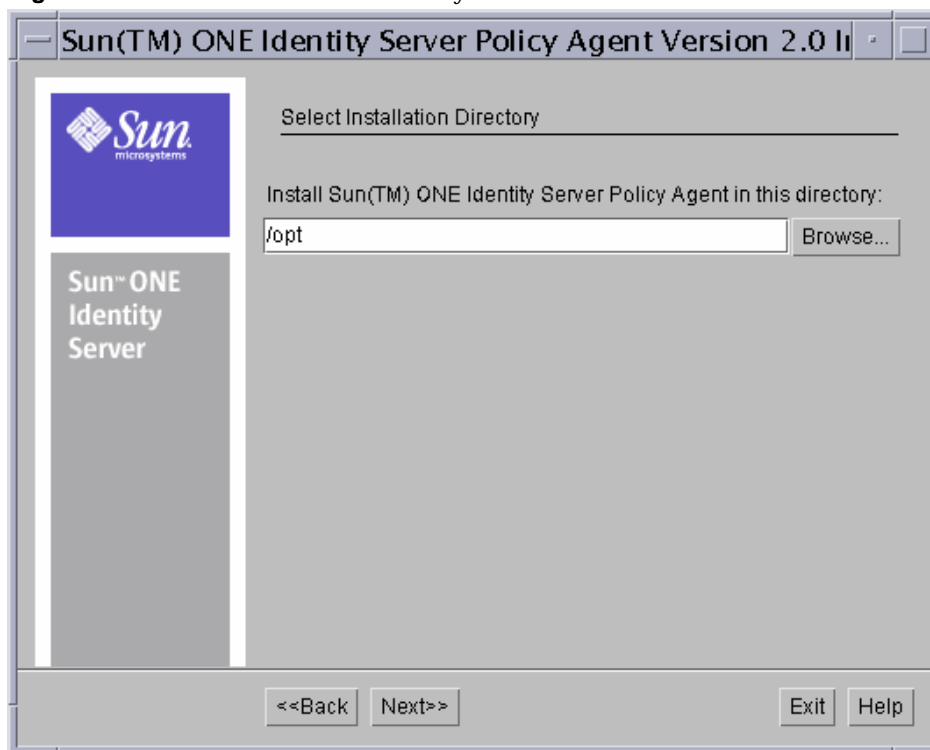 Sun(TM) ONE Identity Server Policy Agent Version 2.0
Sun
microsystems
Select Installation Directory
Install Sun(TM) ONE Identity Server Policy Agent in this directory:
/opt
Browse...
Sun™ ONE
Identity
Server
<<Back
Next>>
Exit
Help